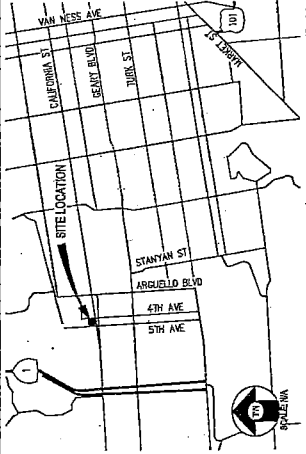 VAN NESS AVE
101
CALIFORNIA ST
GEARY BLVD
TURK ST
MARKET ST
SITE LOCATION
STANYAN ST
ARGUELLO BLVD
4TH AVE
5TH AVE
1
TN
SCALE: N/A